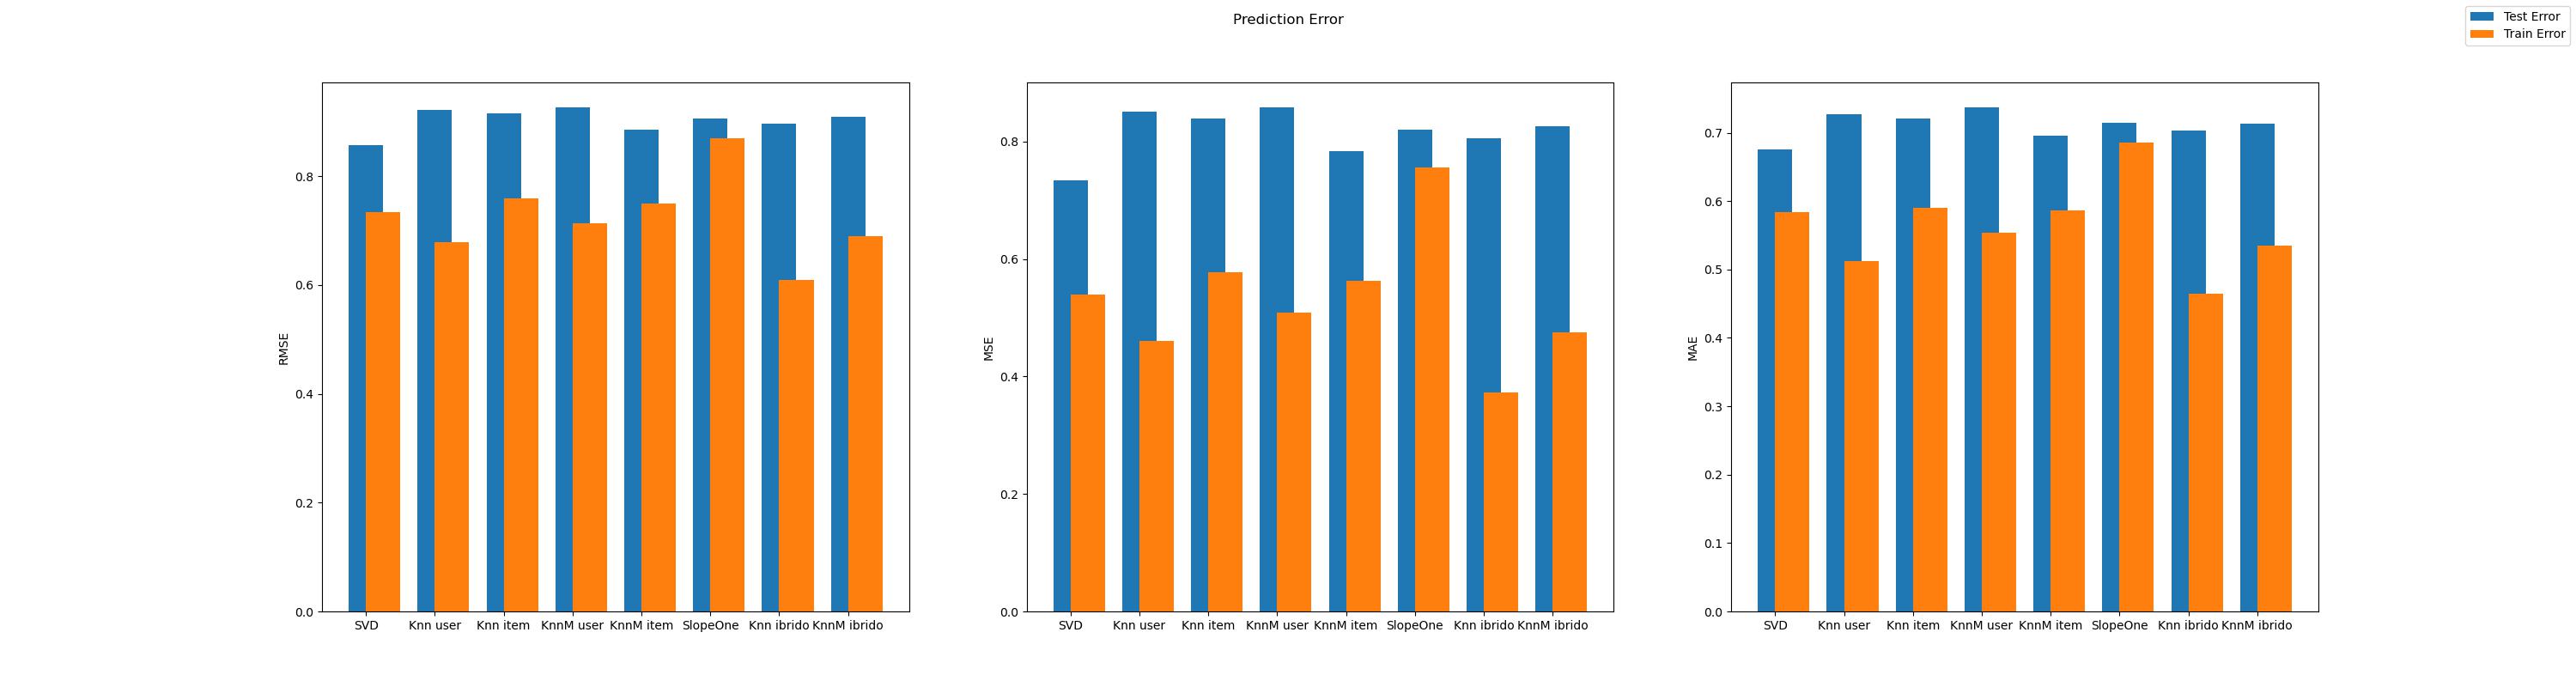 Prediction Error
Test Error
Train Error
RMSE
0.8
0.6
0.4
0.2
0.0
SVD Knn user Knn item KnnM user KnnM item SlopeOne Knn ibrido KnnM ibrido
MSE
0.8
0.6
0.4
0.2
0.0
SVD Knn user Knn item KnnM user KnnM item SlopeOne Knn ibrido KnnM ibrido
MAE
0.7
0.6
0.5
0.4
0.3
0.2
0.1
0.0
SVD Knn user Knn item KnnM user KnnM item SlopeOne Knn ibrido KnnM ibrido